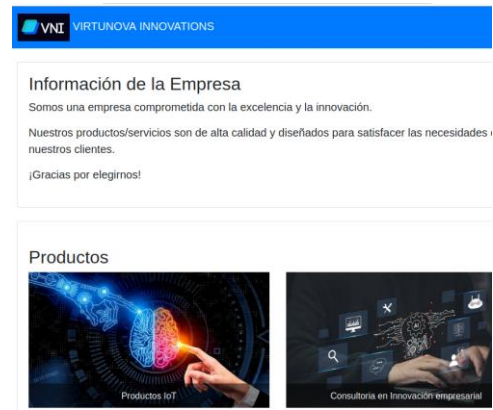 VNI VIRTUNOVA INNOVATIONS
Información de la Empresa
Somos una empresa comprometida con la excelencia y la innovación.
Nuestros productos/servicios son de alta calidad y diseñados para satisfacer las necesidades
nuestros clientes.
¡Gracias por elegirnos!
Productos
Productos IoT
AI
Consultoria en Innovación empresarial